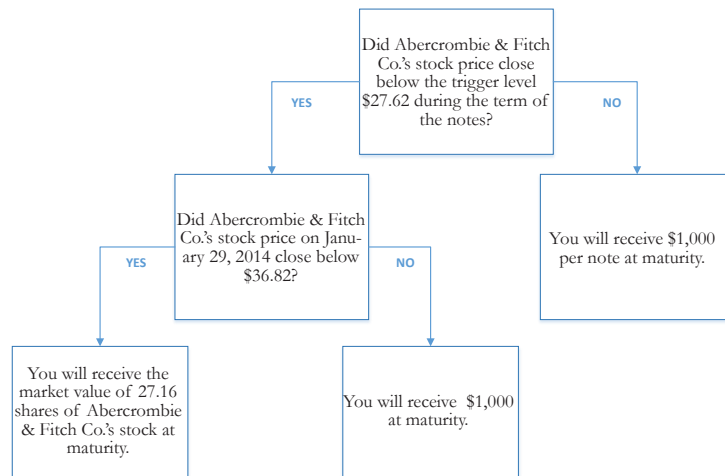 Did Abercrombie & Fitch
Co.'s stock price close
below the trigger level
$27.62 during the term of
the notes?
YES
NO
Did Abercrombie & Fitch
Co.'s stock price on Janu-
ary 29, 2014 close below
$36.82?
You will receive $1,000
per note at maturity.
YES
NO
You will receive the
market value of 27.16
shares of Abercrombie
& Fitch Co.'s stock at
maturity.
You will receive $1,000
at maturity.